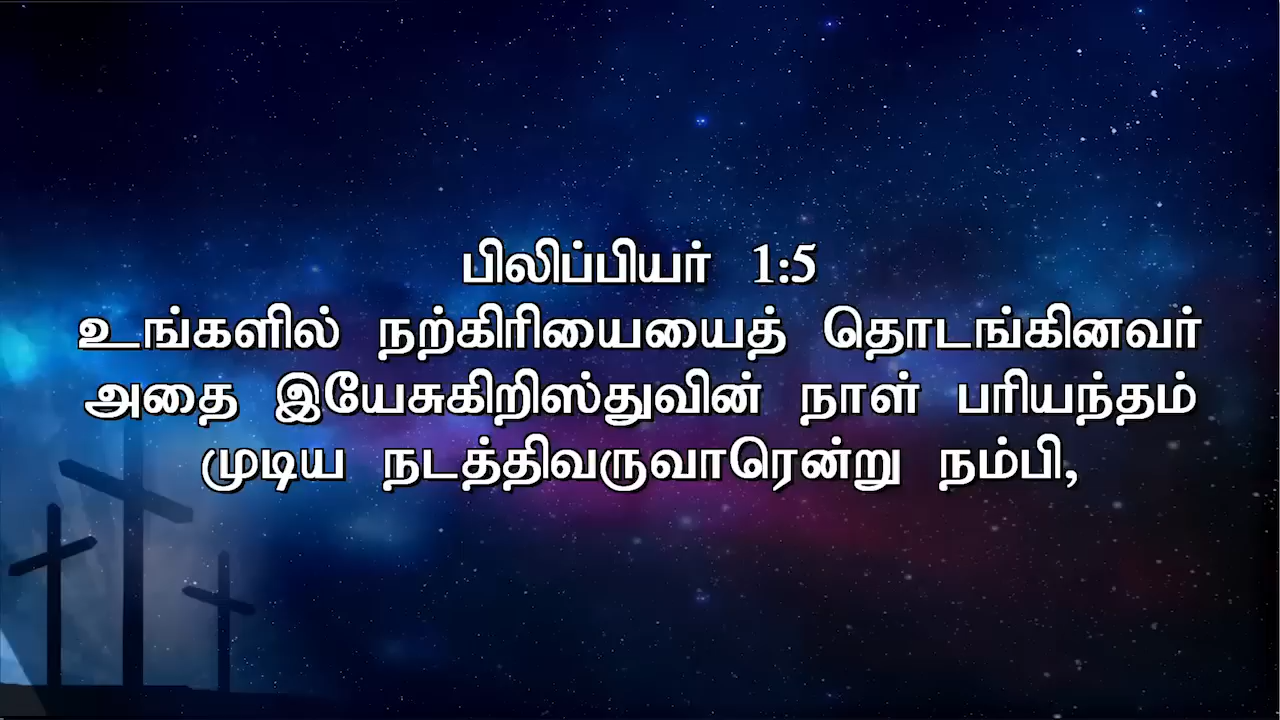 பிலிப்பியர் 1:5
உங்களில் நற்கிரியையைத் தொடங்கினவர்
அதை இயேசுகிறிஸ்துவின் நாள் பரியந்தம்
முடிய நடத்திவருவாரென்று நம்பி,